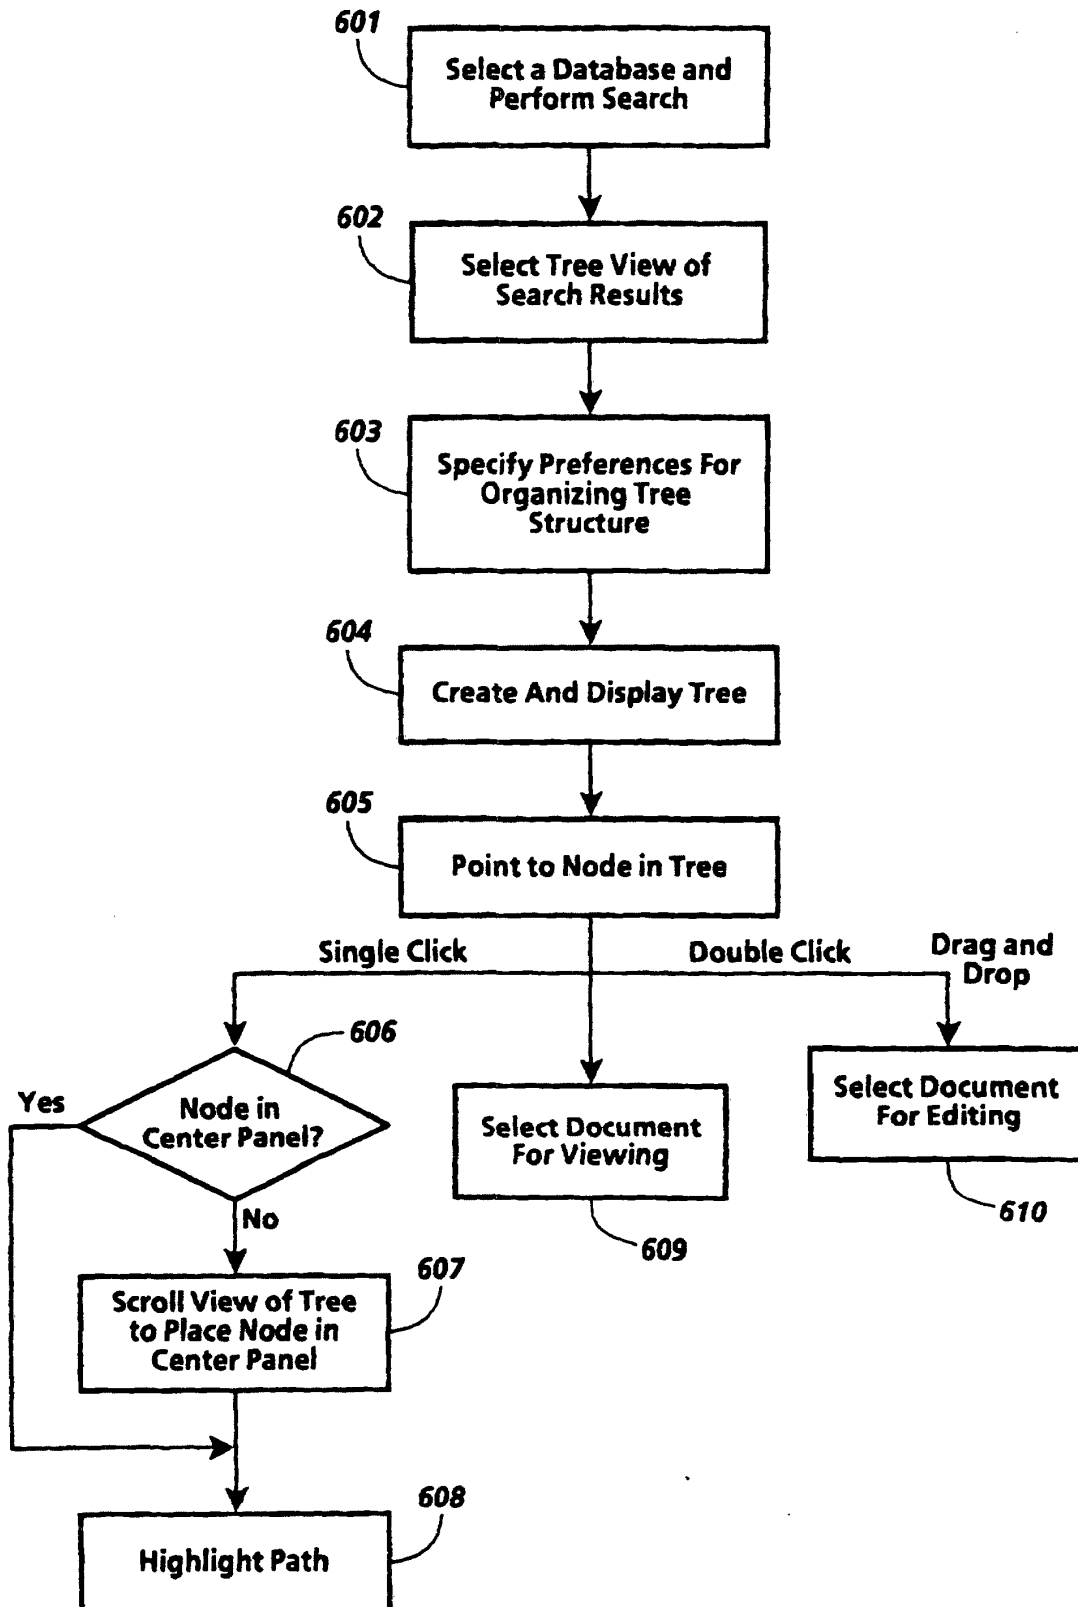 601
Select a Database and
Perform Search
602
Select Tree View of
Search Results
603
Specify Preferences For
Organizing Tree
Structure
604
Create And Display Tree
605
Point to Node in Tree
Single Click
Double Click
Drag and
Drop
606
Yes
Node in
Center Panel?
No
Select Document
For Viewing
609
Select Document
For Editing
610
607
Scroll View of Tree
to Place Node in
Center Panel
608
Highlight Path